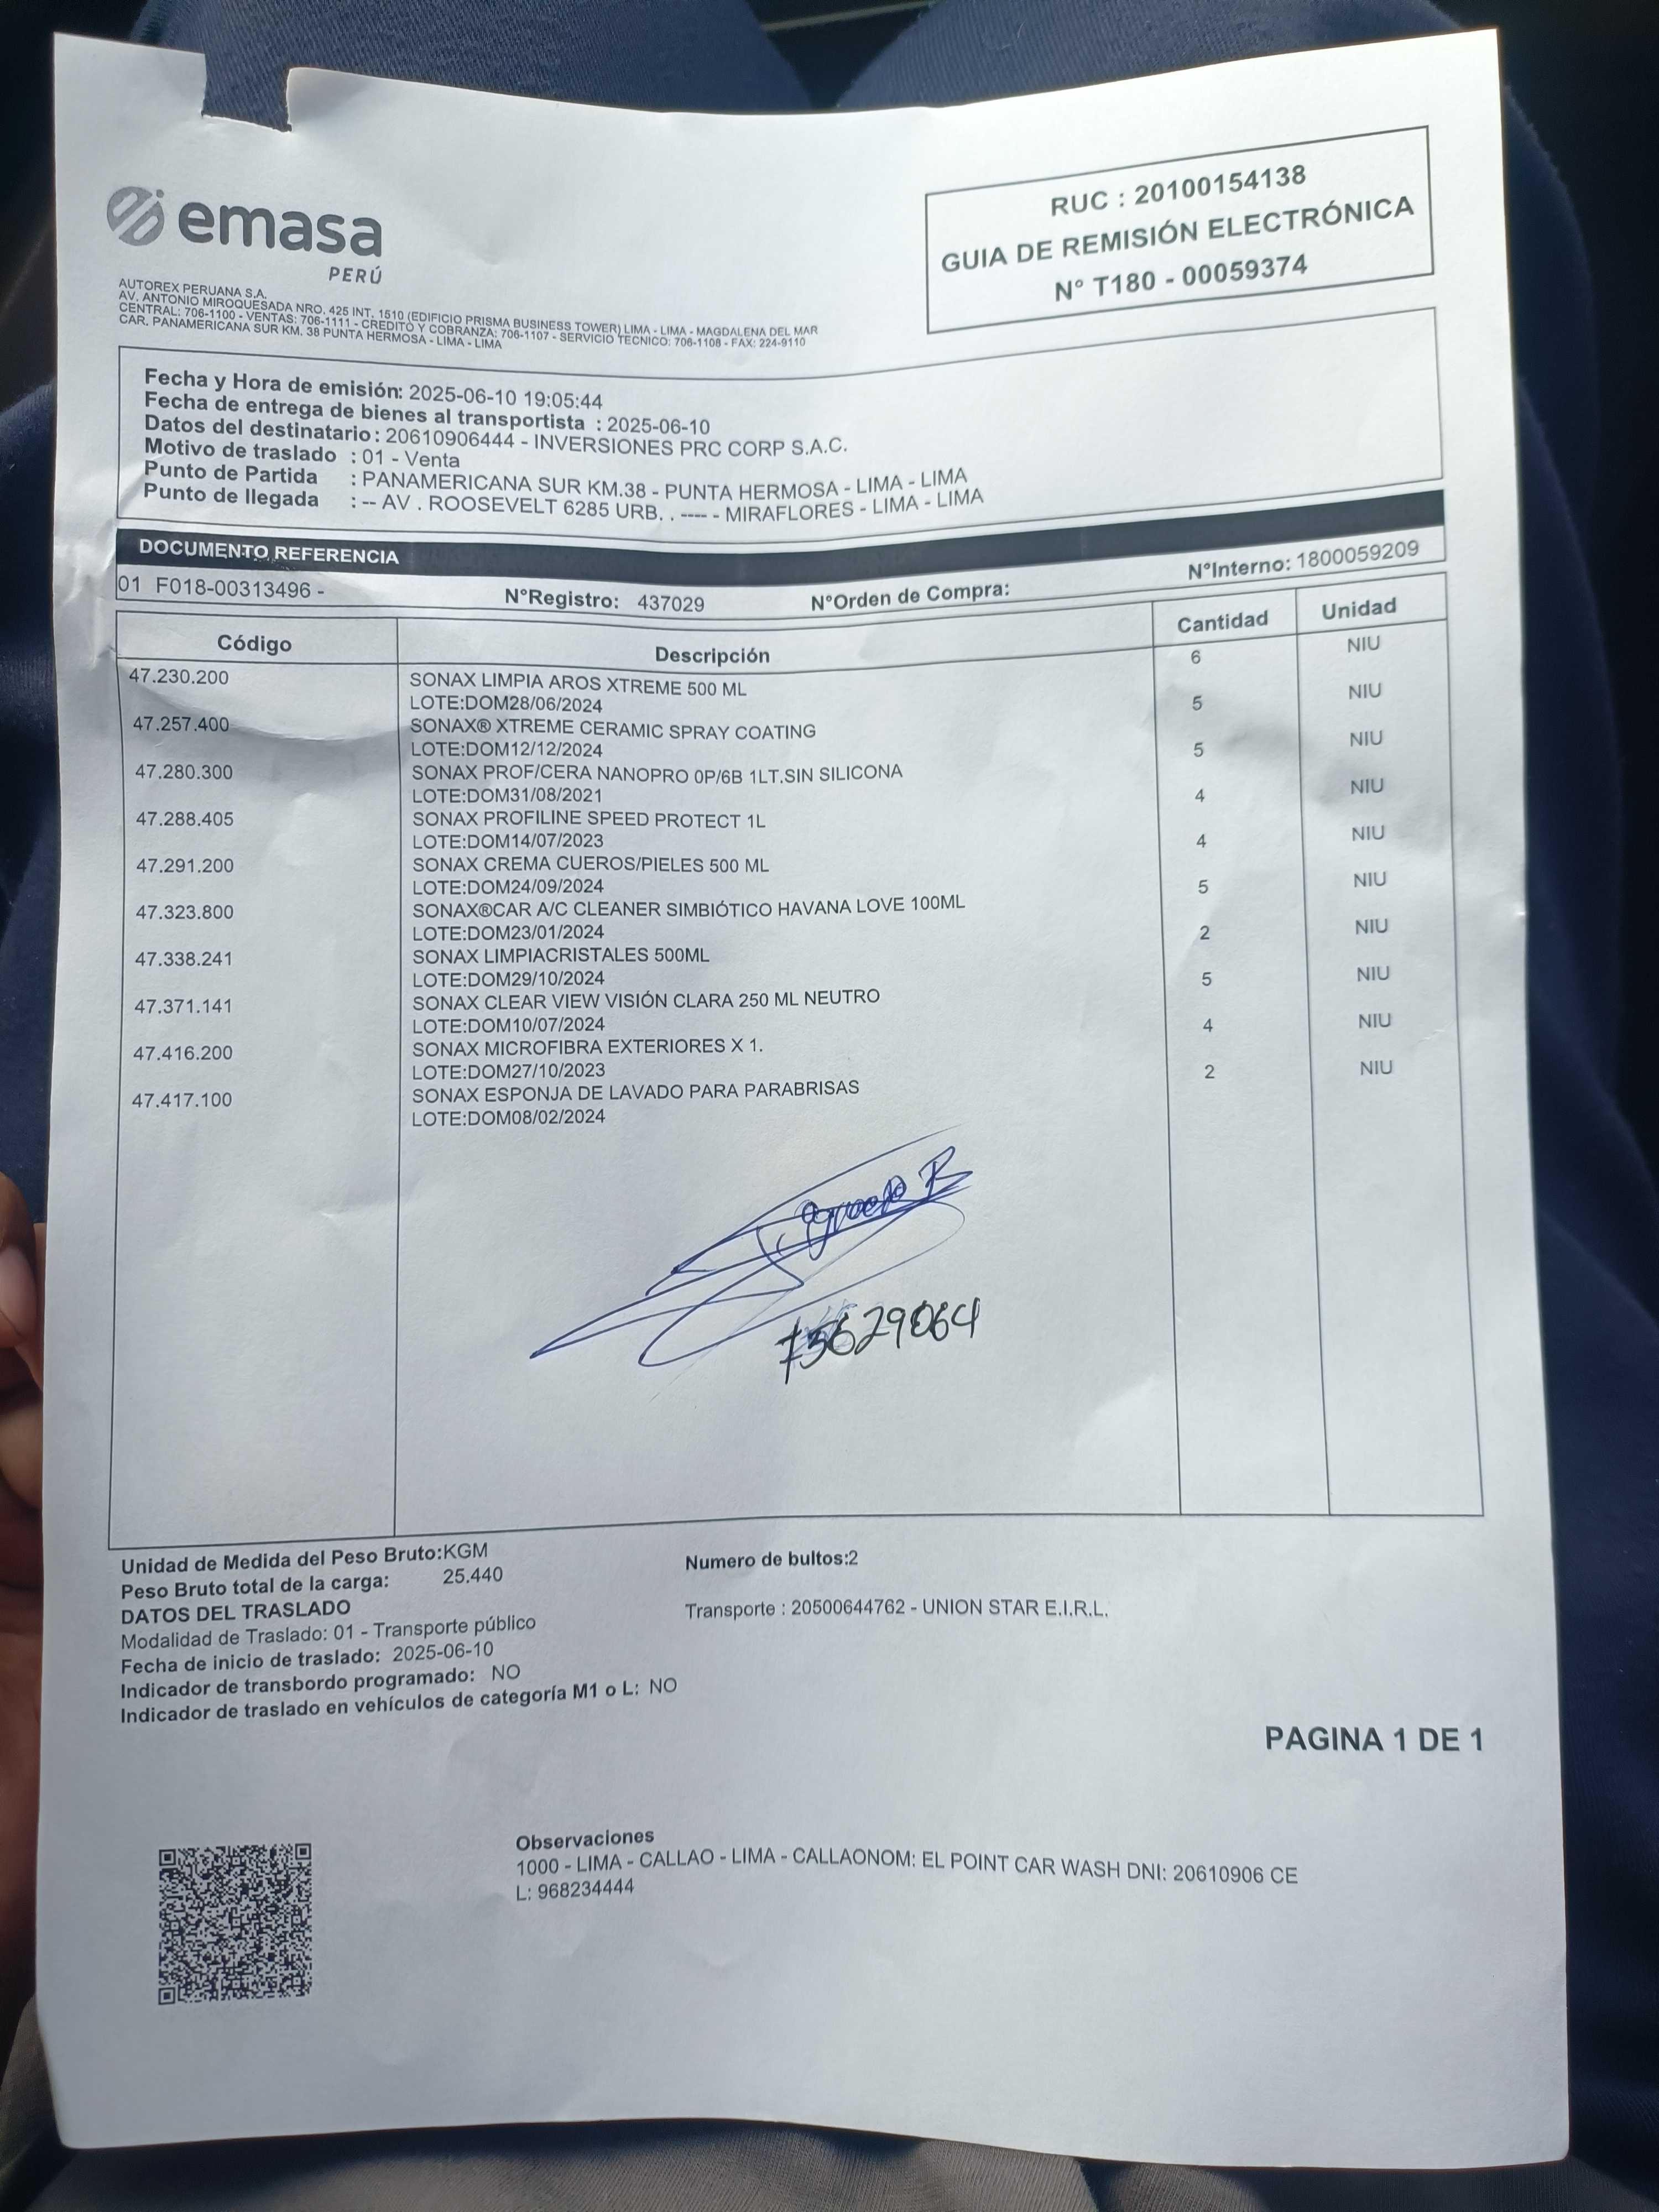 emasa
PERÚ
RUC : 20100154138
GUIA DE REMISIÓN ELECTRÓNICA
N° T180 - 00059374
AUTOREX PERUANA S.A.
AV. ANTONIO MIROQUESADA NRO. 425 INT. 1510 (EDIFICIO PRISMA BUSINESS TOWER) LIMA - LIMA - MAGDALENA DEL MAR
CENTRAL: 706-1100 - VENTAS: 706-1111 - CREDITO Y COBRANZA: 706-1107 - SERVICIO TECNICO: 706-1108 - FAX: 224-9110
CAR. PANAMERICANA SUR KM. 38 PUNTA HERMOSA - LIMA - LIMA
Fecha y Hora de emisión: 2025-06-10 19:05:44
Fecha de entrega de bienes al transportista : 2025-06-10
Datos del destinatario : 20610906444 - INVERSIONES PRC CORP S.A.C.
Motivo de traslado : 01 - Venta
Punto de Partida : PANAMERICANA SUR KM.38 - PUNTA HERMOSA - LIMA - LIMA
Punto de llegada : -- AV . ROOSEVELT 6285 URB. . ---- - MIRAFLORES - LIMA - LIMA
DOCUMENTO REFERENCIA
01 F018-00313496 - N°Registro: 437029 N°Orden de Compra: N°Interno: 1800059209
Código Descripción Cantidad Unidad
47.230.200 SONAX LIMPIA AROS XTREME 500 ML 6 NIU
LOTE:DOM28/06/2024
47.257.400 SONAX® XTREME CERAMIC SPRAY COATING 5 NIU
LOTE:DOM12/12/2024
47.280.300 SONAX PROF/CERA NANOPRO 0P/6B 1LT.SIN SILICONA 5 NIU
LOTE:DOM31/08/2021
47.288.405 SONAX PROFILINE SPEED PROTECT 1L 4 NIU
LOTE:DOM14/07/2023
47.291.200 SONAX CREMA CUEROS/PIELES 500 ML 4 NIU
LOTE:DOM24/09/2024
47.323.800 SONAX®CAR A/C CLEANER SIMBIÓTICO HAVANA LOVE 100ML 5 NIU
LOTE:DOM23/01/2024
47.338.241 SONAX LIMPIACRISTALES 500ML 2 NIU
LOTE:DOM29/10/2024
47.371.141 SONAX CLEAR VIEW VISIÓN CLARA 250 ML NEUTRO 5 NIU
LOTE:DOM10/07/2024
47.416.200 SONAX MICROFIBRA EXTERIORES X 1. 4 NIU
LOTE:DOM27/10/2023
47.417.100 SONAX ESPONJA DE LAVADO PARA PARABRISAS 2 NIU
LOTE:DOM08/02/2024
75629064
Unidad de Medida del Peso Bruto:KGM Numero de bultos:2
Peso Bruto total de la carga: 25.440
DATOS DEL TRASLADO Transporte : 20500644762 - UNION STAR E.I.R.L.
Modalidad de Traslado: 01 - Transporte público
Fecha de inicio de traslado: 2025-06-10
Indicador de transbordo programado: NO
Indicador de traslado en vehículos de categoría M1 o L: NO
PAGINA 1 DE 1
Observaciones
1000 - LIMA - CALLAO - LIMA - CALLAONOM: EL POINT CAR WASH DNI: 20610906 CE
L: 968234444